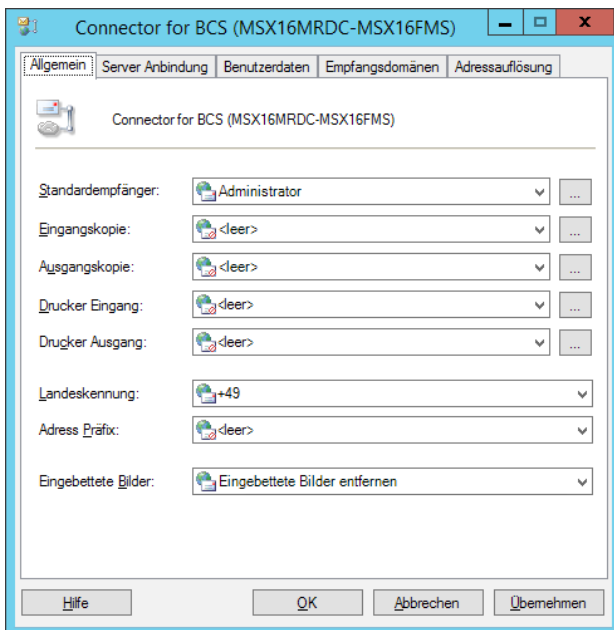 Connector for BCS (MSX16MRDC-MSX16FMS)
Allgemein Server Anbindung Benutzerdaten Empfangsdomänen Adressauflösung
Connector for BCS (MSX16MRDC-MSX16FMS)
Standardempfänger: Administrator ...
Eingangskopie: <leer> ...
Ausgangskopie: <leer> ...
Drucker Eingang: <leer> ...
Drucker Ausgang: <leer> ...
Landeskennung: +49
Adress Präfix: <leer>
Eingebettete Bilder: Eingebettete Bilder entfernen
Hilfe OK Abbrechen Übernehmen